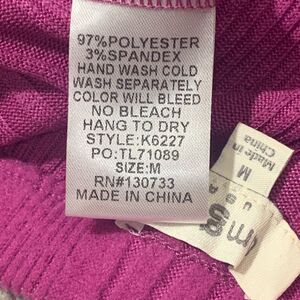 97%POLYESTER
3%SPANDEX
HAND WASH COLD
WASH SEPARATELY
COLOR WILL BLEED
NO BLEACH
HANG TO DRY
STYLE:K6227
PO:TL71089
SIZE:M
RN#130733
MADE IN CHINA
M
Made in
China
USA